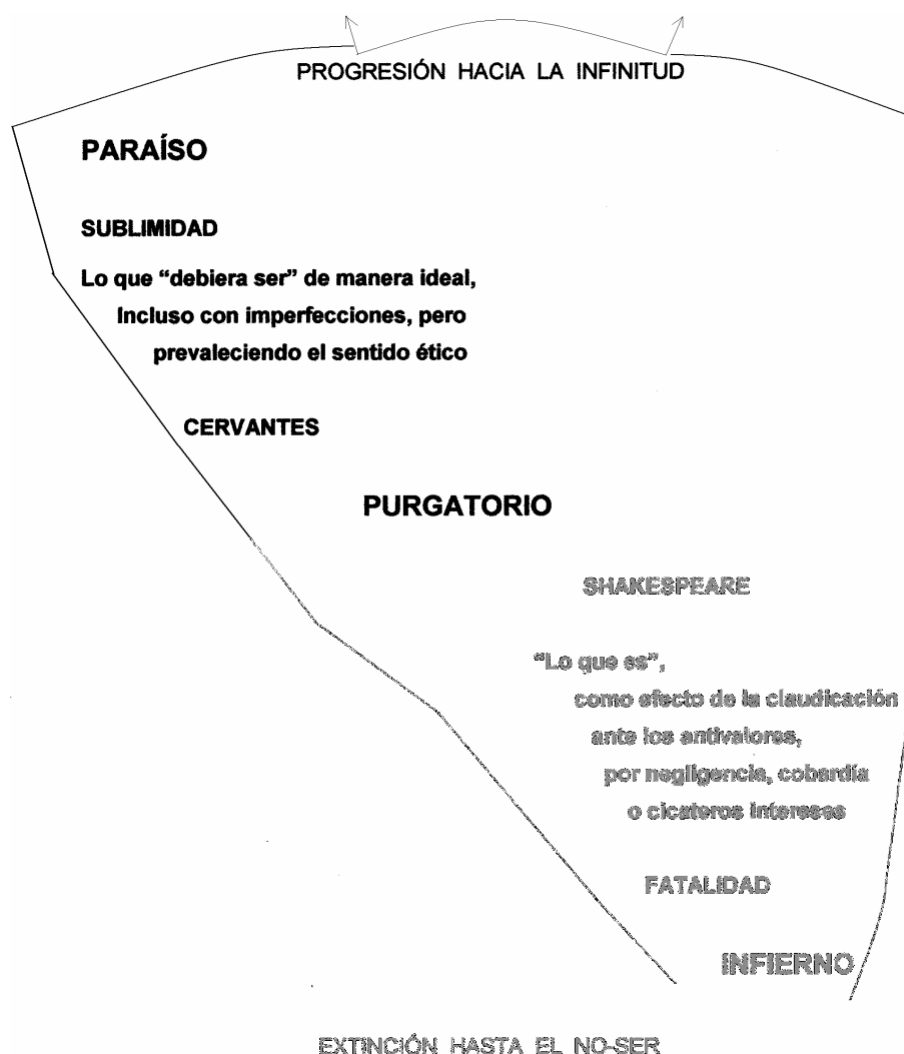 PROGRESIÓN HACIA LA INFINITUD
PARAÍSO
SUBLIMIDAD
Lo que “debiera ser” de manera ideal,
Incluso con imperfecciones, pero
prevaleciendo el sentido ético
CERVANTES
PURGATORIO
SHAKESPEARE
“Lo que es”,
como efecto de la claudicación
ante los antivalores,
por negligencia, cobardía
o cicateros intereses
FATALIDAD
INFIERNO
EXTINCIÓN HASTA EL NO-SER